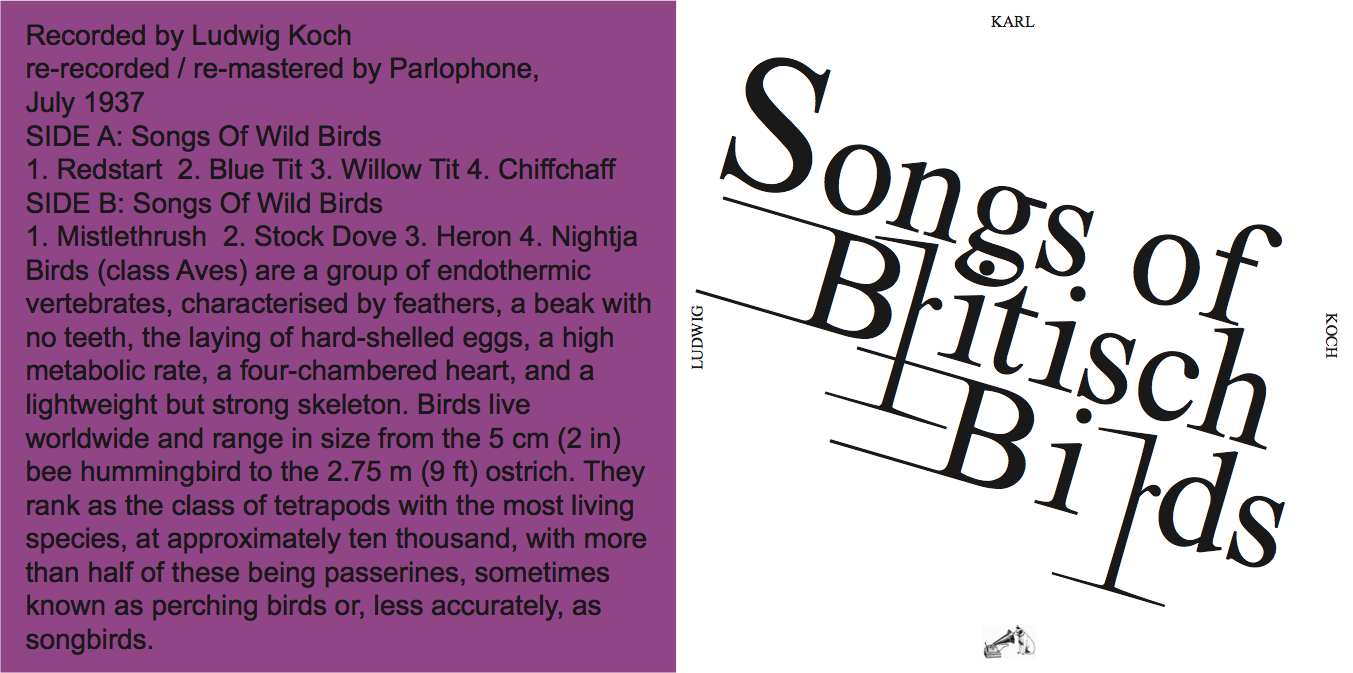 Recorded by Ludwig Koch
re-recorded / re-mastered by Parlophone,
July 1937
SIDE A: Songs Of Wild Birds
1. Redstart  2. Blue Tit 3. Willow Tit 4. Chiffchaff
SIDE B: Songs Of Wild Birds
1. Mistlethrush  2. Stock Dove 3. Heron 4. Nightja
Birds (class Aves) are a group of endothermic
vertebrates, characterised by feathers, a beak with
no teeth, the laying of hard-shelled eggs, a high
metabolic rate, a four-chambered heart, and a
lightweight but strong skeleton. Birds live
worldwide and range in size from the 5 cm (2 in)
bee hummingbird to the 2.75 m (9 ft) ostrich. They
rank as the class of tetrapods with the most living
species, at approximately ten thousand, with more
than half of these being passerines, sometimes
known as perching birds or, less accurately, as
songbirds.
KARL
Songs of
Britisch
Birds
LUDWIG
KOCH